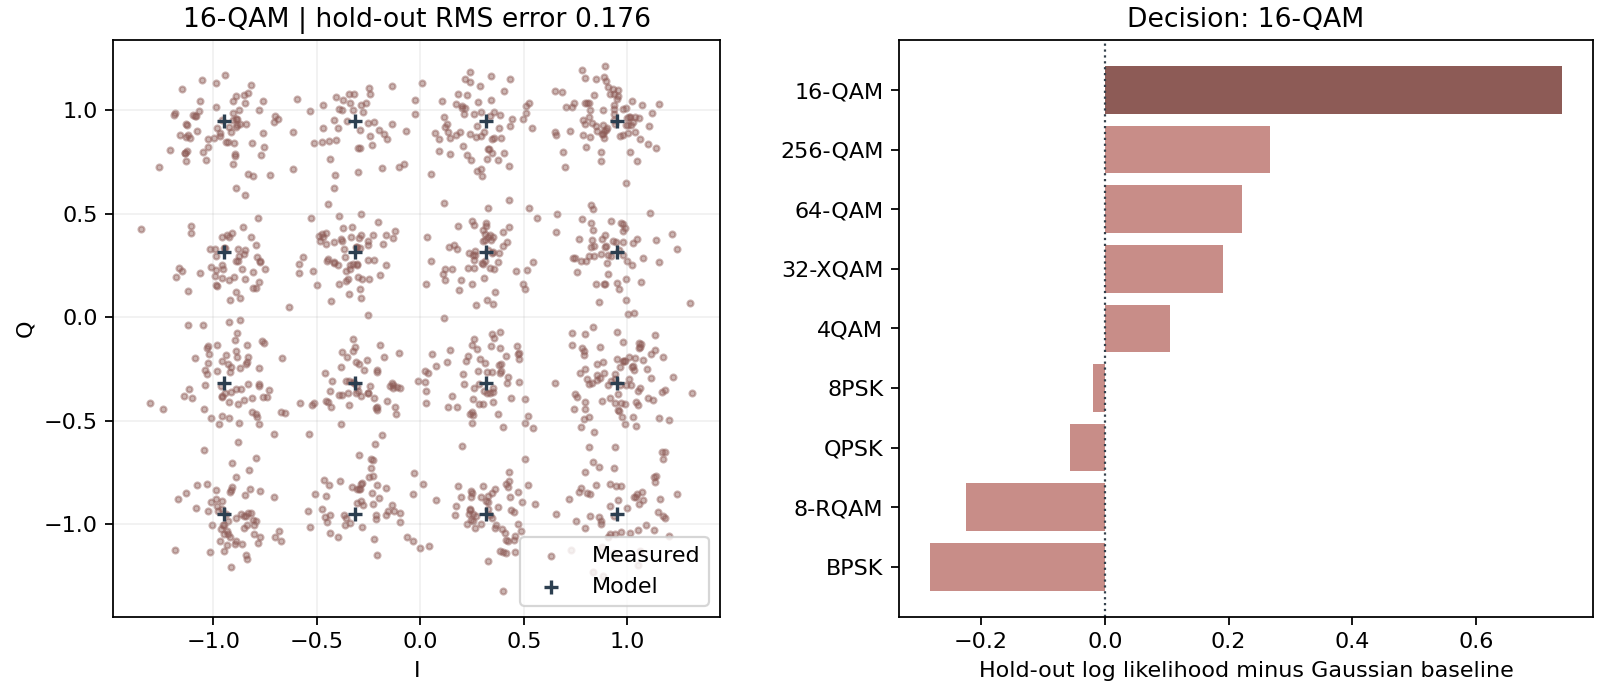 16-QAM | hold-out RMS error 0.176
1.0
0.5
0.0
−0.5
−1.0
Q
−1.0 −0.5 0.0 0.5 1.0
I
Measured
Model
Decision: 16-QAM
16-QAM
256-QAM
64-QAM
32-XQAM
4QAM
8PSK
QPSK
8-RQAM
BPSK
−0.2 0.0 0.2 0.4 0.6
Hold-out log likelihood minus Gaussian baseline